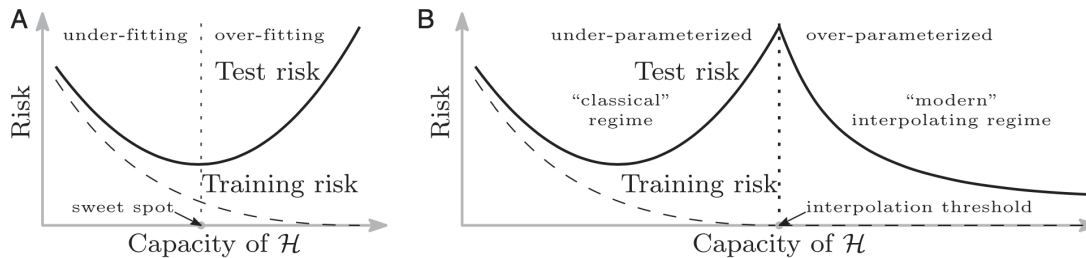 A
Risk
under-fitting
over-fitting
Test risk
Training risk
sweet spot
Capacity of ℋ
B
Risk
under-parameterized
over-parameterized
Test risk
“classical”
regime
“modern”
interpolating regime
Training risk
interpolation threshold
Capacity of ℋ